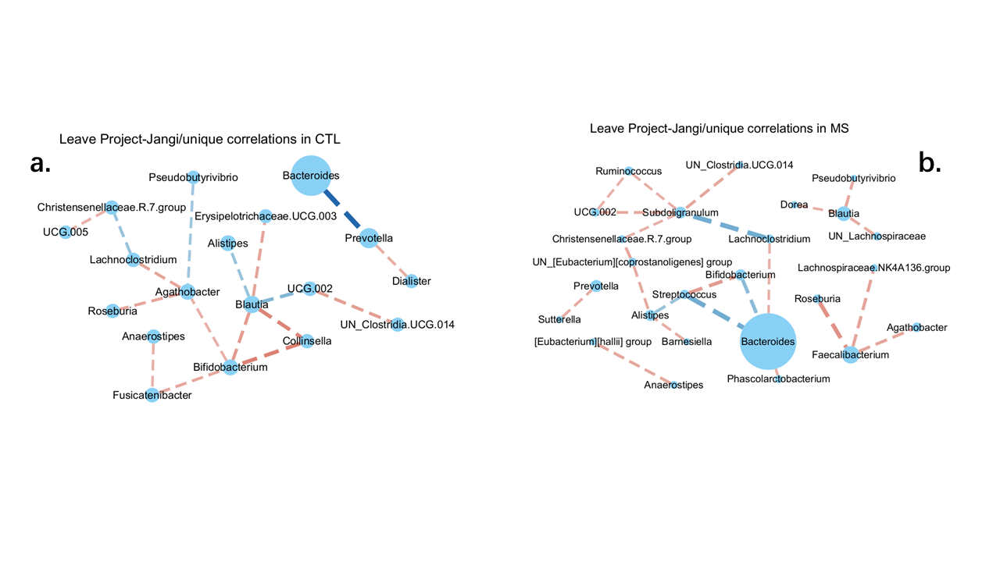 Leave Project-Jangi/unique correlations in CTL
a.
Pseudobutyrivibrio
Bacteroides
Christensenellaceae.R.7.group
Erysipelotrichaceae.UCG.003
UCG.005
Prevotella
Alistipes
Lachnoclostridium
Dialister
UCG.002
Agathobacter
Blautia
Roseburia
UN_Clostridia.UCG.014
Anaerostipes
Collinsella
Bifidobacterium
Fusicatenibacter
Leave Project-Jangi/unique correlations in MS
b.
UN_Clostridia.UCG.014
Ruminococcus
Pseudobutyrivibrio
Dorea
UCG.002
Subdoligranulum
Blautia
UN_Lachnospiraceae
Christensenellaceae.R.7.group
Lachnoclostridium
UN_[Eubacterium][coprostanoligenes] group
Lachnospiraceae.NK4A136.group
Bifidobacterium
Prevotella
Streptococcus
Roseburia
Sutterella
Alistipes
Agathobacter
[Eubacterium][hallii] group
Barnesiella
Bacteroides
Faecalibacterium
Phascolarctobacterium
Anaerostipes